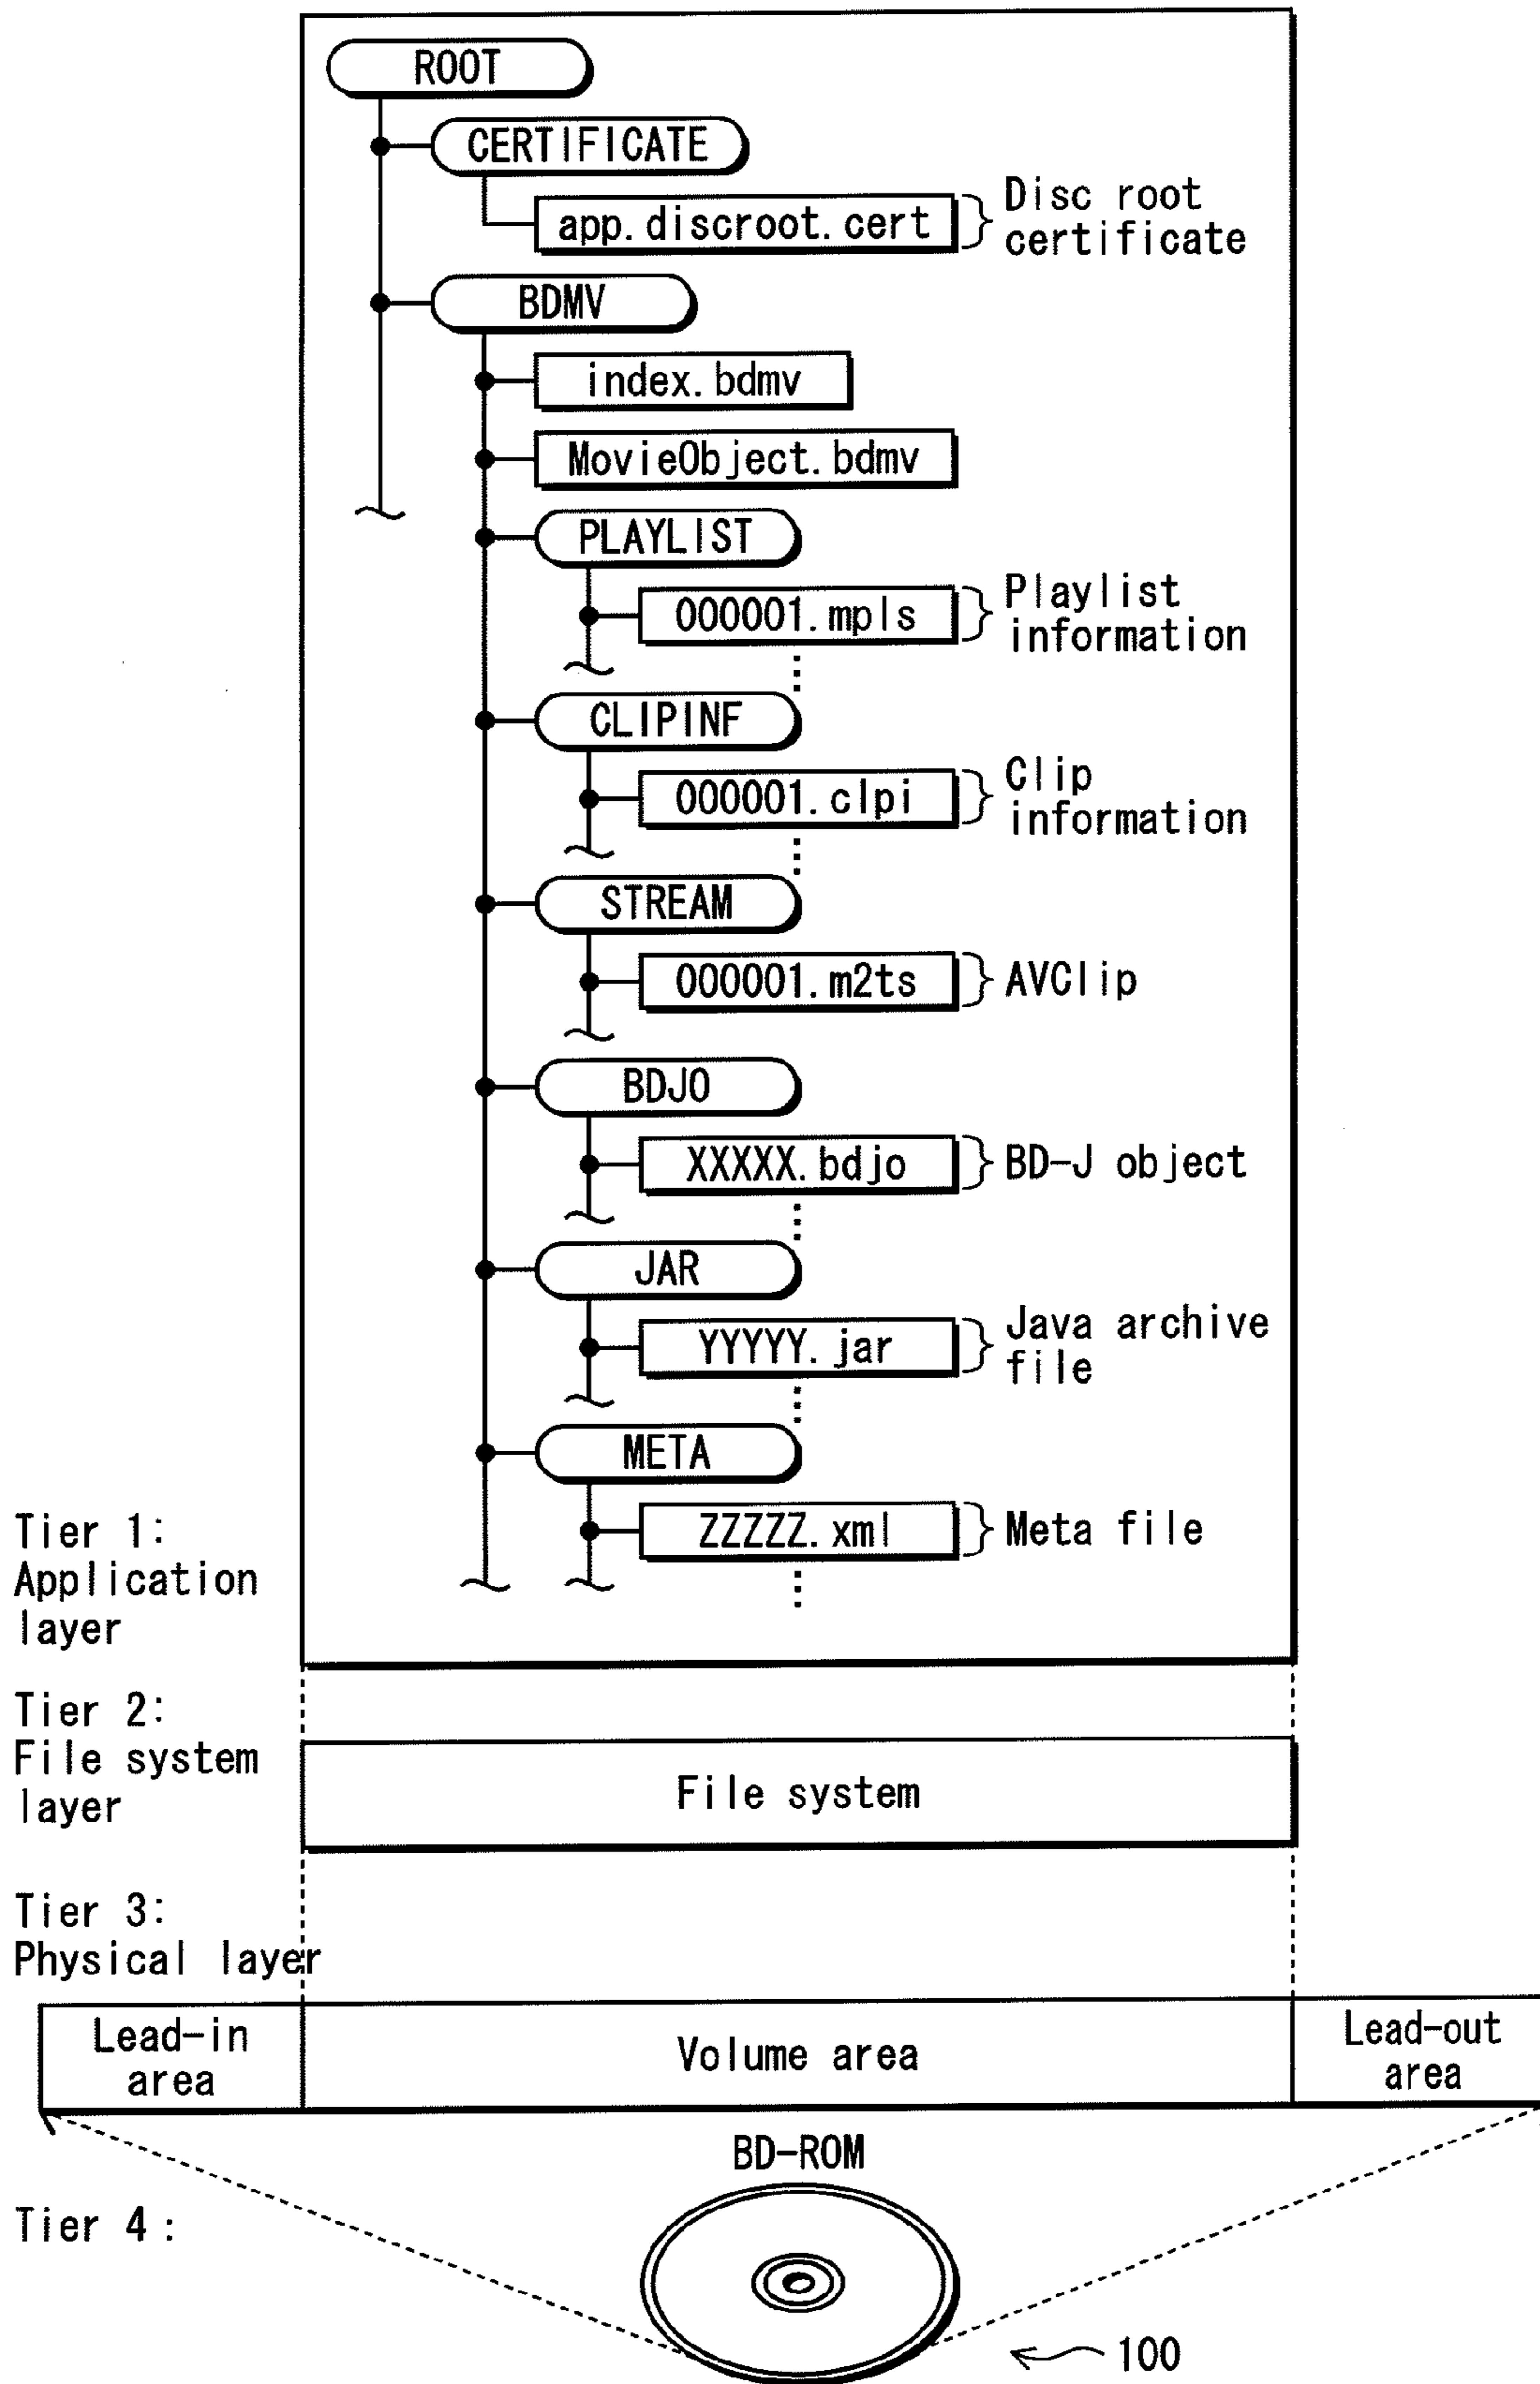 ROOT
CERTIFICATE
app.discroot.cert
Disc root
certificate
BDMV
index.bdmv
MovieObject.bdmv
PLAYLIST
000001.mpls
Playlist
information
CLIPINF
000001.clpi
Clip
information
STREAM
000001.m2ts
AVClip
BDJO
XXXXX.bdjo
BD-J object
JAR
YYYYY.jar
Java archive
file
META
ZZZZZ.xml
Meta file
Tier 1:
Application
layer
Tier 2:
File system
layer
File system
Tier 3:
Physical layer
Lead-in
area
Volume area
Lead-out
area
BD-ROM
Tier 4:
100